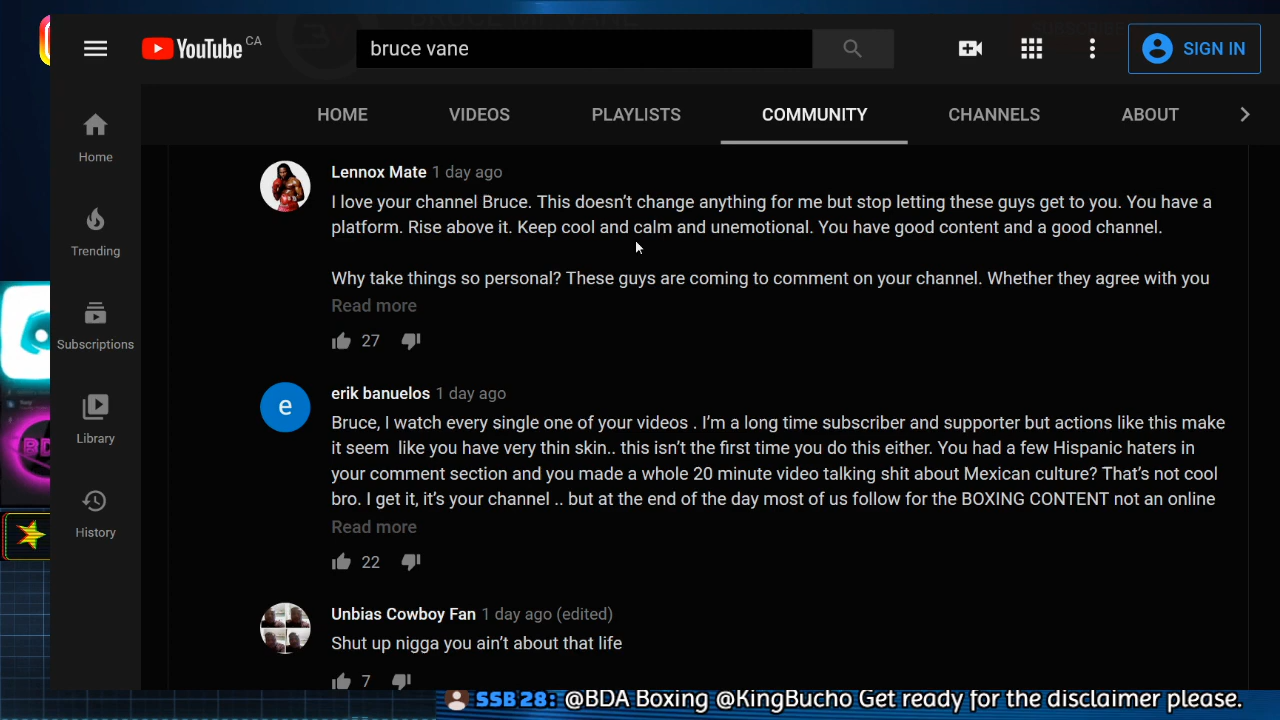 YouTube CA
bruce vane
SIGN IN
HOME VIDEOS PLAYLISTS COMMUNITY CHANNELS ABOUT
Home
Trending
Subscriptions
Library
History
Lennox Mate 1 day ago
I love your channel Bruce. This doesn’t change anything for me but stop letting these guys get to you. You have a
platform. Rise above it. Keep cool and calm and unemotional. You have good content and a good channel.
Why take things so personal? These guys are coming to comment on your channel. Whether they agree with you
Read more
27
e
erik banuelos 1 day ago
Bruce, I watch every single one of your videos . I’m a long time subscriber and supporter but actions like this make
it seem  like you have very thin skin.. this isn’t the first time you do this either. You had a few Hispanic haters in
your comment section and you made a whole 20 minute video talking shit about Mexican culture? That’s not cool
bro. I get it, it’s your channel .. but at the end of the day most of us follow for the BOXING CONTENT not an online
Read more
22
Unbias Cowboy Fan 1 day ago (edited)
Shut up nigga you ain’t about that life
7
SSB 28: @BDA Boxing @KingBucho Get ready for the disclaimer please.